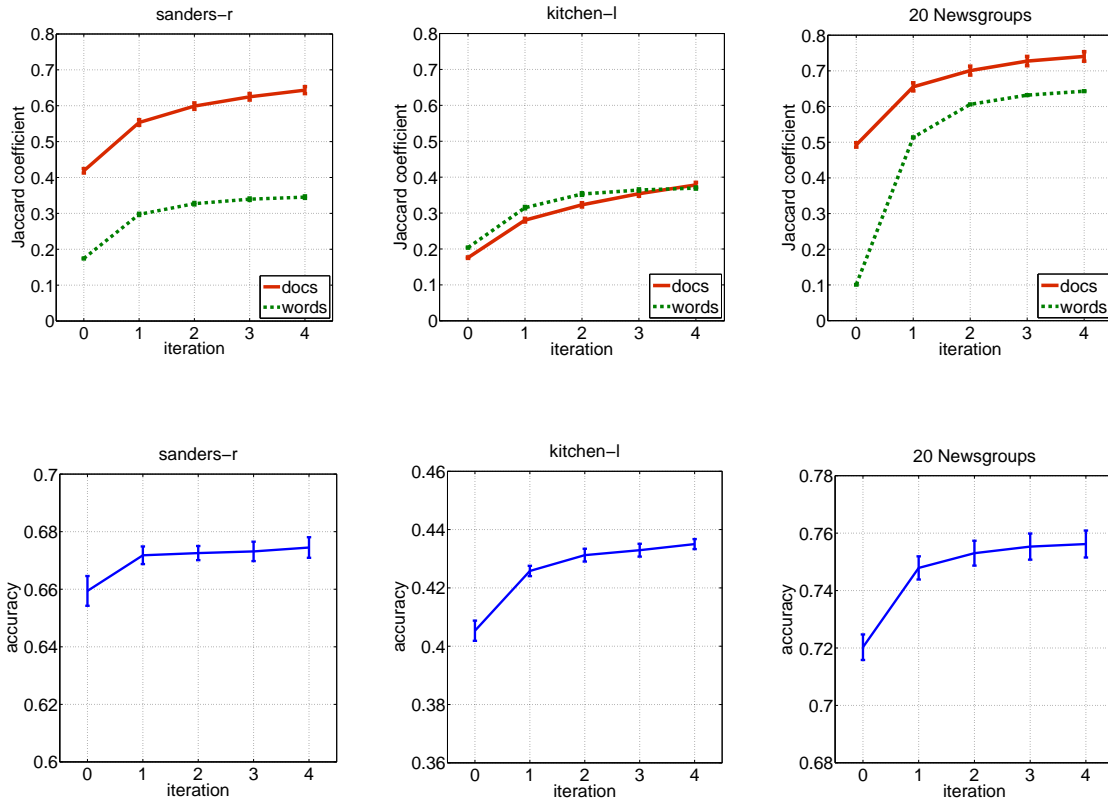 sanders−r
0.8
0.7
0.6
0.5
0.4
0.3
0.2
0.1
0
Jaccard coefficient
docs
words
0 1 2 3 4
iteration
kitchen−l
0.8
0.7
0.6
0.5
0.4
0.3
0.2
0.1
0
Jaccard coefficient
docs
words
0 1 2 3 4
iteration
20 Newsgroups
0.8
0.7
0.6
0.5
0.4
0.3
0.2
0.1
0
Jaccard coefficient
docs
words
0 1 2 3 4
iteration
sanders−r
0.7
0.68
0.66
0.64
0.62
0.6
accuracy
0 1 2 3 4
iteration
kitchen−l
0.46
0.44
0.42
0.4
0.38
0.36
accuracy
0 1 2 3 4
iteration
20 Newsgroups
0.78
0.76
0.74
0.72
0.7
0.68
accuracy
0 1 2 3 4
iteration